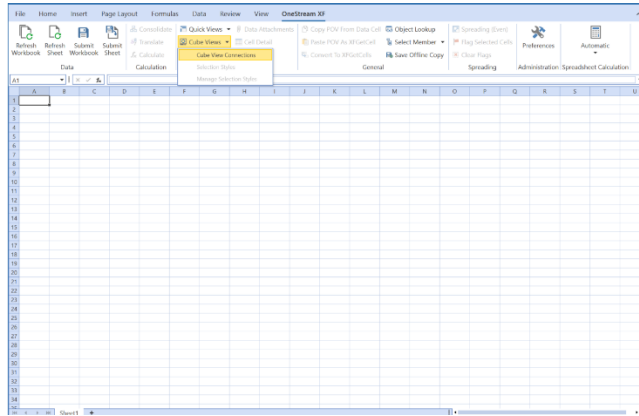 File Home Insert Page Layout Formulas Data Review View OneStream XF
Refresh Workbook Refresh Sheet Submit Workbook Submit Sheet
Data
Consolidate
Translate
Calculate
Calculation
Quick Views Data Attachments
Cube Views Cell Detail
Cube View Connections
Selection Styles
Manage Selection Styles
Copy POV From Data Cell Object Lookup
Paste POV As XFGetCell Select Member
Convert To XFGetCells Save Offline Copy
General
Spreading (Even)
Flag Selected Cells
Clear Flags
Spreading
Preferences
Administration
Automatic
Spreadsheet Calculation
A1 fx
A B C D E F G H I J K L M N O P Q R S T U
1
2
3
4
5
6
7
8
9
10
11
12
13
14
15
16
17
18
19
20
21
22
23
24
25
26
27
28
29
30
31
32
33
34
Sheet1 +